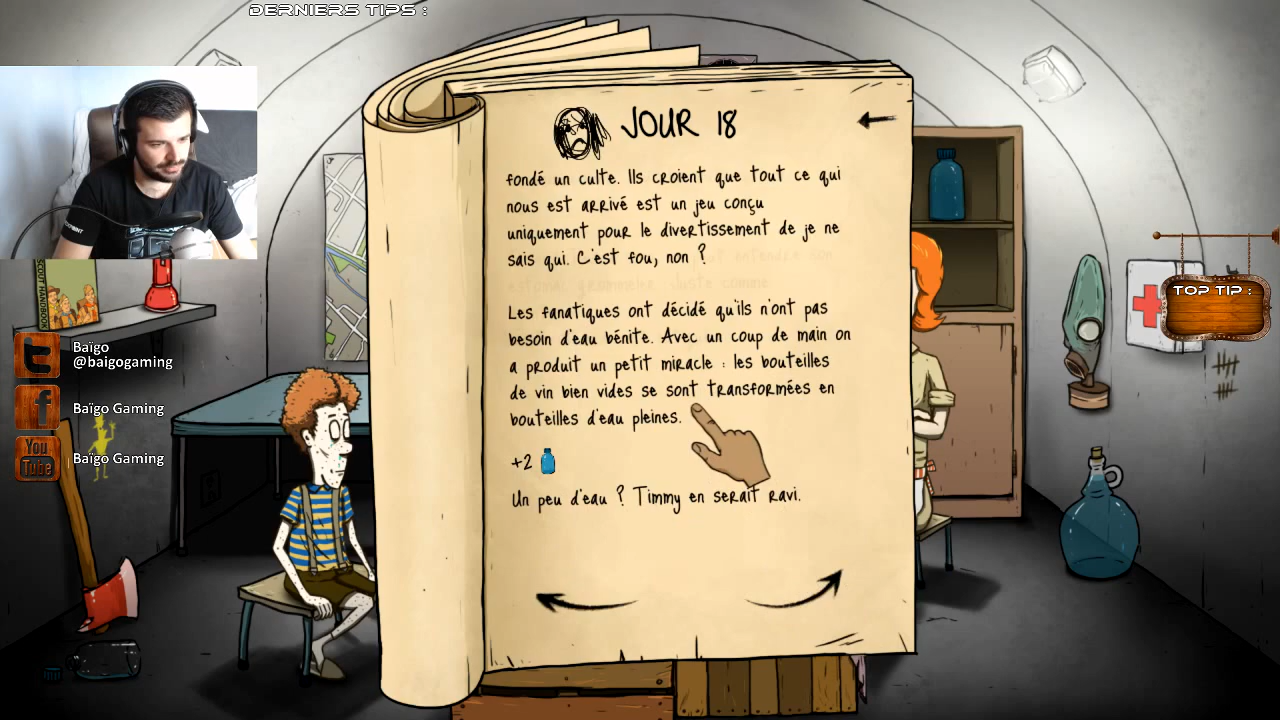 DERNIERS TIPS :
JOUR 18
fondé un culte. Ils croient que tout ce qui
nous est arrivé est un jeu conçu
uniquement pour le divertissement de je ne
sais qui. C'est fou, non ?
Les fanatiques ont décidé qu'ils n'ont pas
besoin d'eau bénite. Avec un coup de main on
a produit un petit miracle : les bouteilles
de vin bien vides se sont transformées en
bouteilles d'eau pleines.
+2
Un peu d'eau ? Timmy en serait ravi.
SCOUT HANDBOOK
Baïgo
@baigogaming
Baïgo Gaming
You
Tube
Baïgo Gaming
TOP TIP :